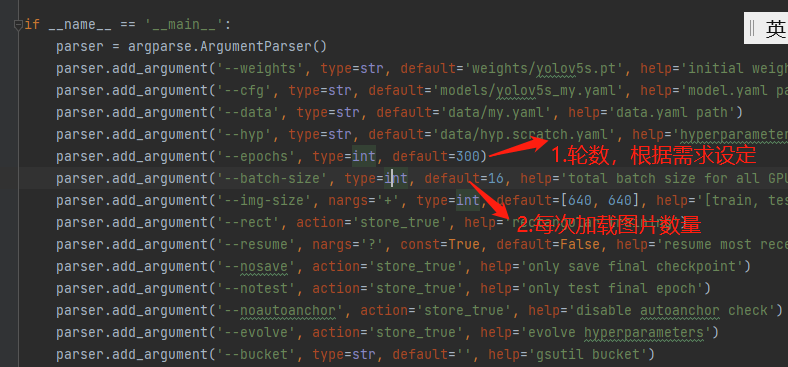 if __name__ == '__main__':
英
parser = argparse.ArgumentParser()
parser.add_argument('--weights', type=str, default='weights/yolov5s.pt', help='initial weigh
parser.add_argument('--cfg', type=str, default='models/yolov5s_my.yaml', help='model.yaml pa
parser.add_argument('--data', type=str, default='data/my.yaml', help='data.yaml path')
parser.add_argument('--hyp', type=str, default='data/hyp.scratch.yaml', help='hyperparameter
parser.add_argument('--epochs', type=int, default=300)
1.轮数，根据需求设定
parser.add_argument('--batch-size', type=int, default=16, help='total batch size for all GPU
parser.add_argument('--img-size', nargs='+', type=int, default=[640, 640], help='[train, tes
parser.add_argument('--rect', action='store_true', help='
2.每次加载图片数量
parser.add_argument('--resume', nargs='?', const=True, default=False, help='resume most rece
parser.add_argument('--nosave', action='store_true', help='only save final checkpoint')
parser.add_argument('--notest', action='store_true', help='only test final epoch')
parser.add_argument('--noautoanchor', action='store_true', help='disable autoanchor check')
parser.add_argument('--evolve', action='store_true', help='evolve hyperparameters')
parser.add_argument('--bucket', type=str, default='', help='gsutil bucket')